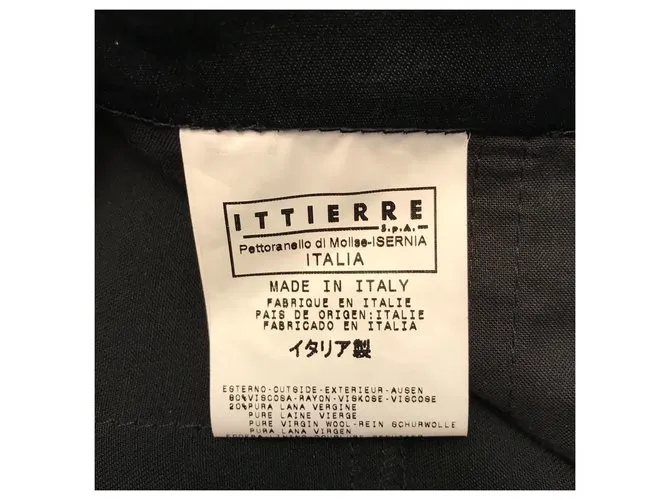 ITTIERRE
S.p.A.
Pettoranello di Molise-ISERNIA
ITALIA
MADE IN ITALY
FABRIQUE EN ITALIE
PAIS DE ORIGEN:ITALIE
FABRICADO EN ITALIA
イタリア製
ESTERNO-OUTSIDE-EXTERIEUR-AUSEN
80%VISCOSA-RAYON-VISKOSE-VISCOSE
20%PURA LANA VERGINE
PURE LAINE VIERGE
PURE VIRGIN WOOL-REIN SCHURWOLLE
PURA LANA VIRGEN